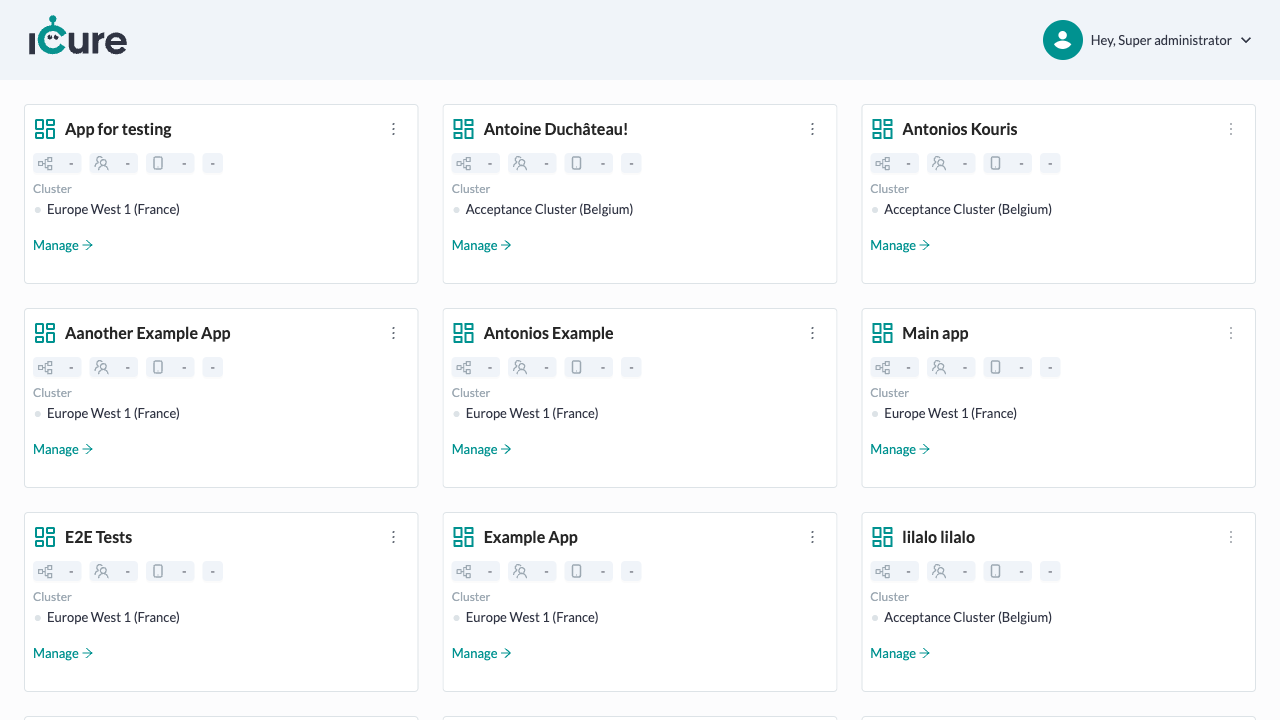 iCure
Hey, Super administrator
App for testing
- - - -
Cluster
Europe West 1 (France)
Manage
Antoine Duchâteau!
- - - -
Cluster
Acceptance Cluster (Belgium)
Manage
Antonios Kouris
- - - -
Cluster
Acceptance Cluster (Belgium)
Manage
Aanother Example App
- - - -
Cluster
Europe West 1 (France)
Manage
Antonios Example
- - - -
Cluster
Europe West 1 (France)
Manage
Main app
- - - -
Cluster
Europe West 1 (France)
Manage
E2E Tests
- - - -
Cluster
Europe West 1 (France)
Manage
Example App
- - - -
Cluster
Europe West 1 (France)
Manage
lilalo lilalo
- - - -
Cluster
Acceptance Cluster (Belgium)
Manage